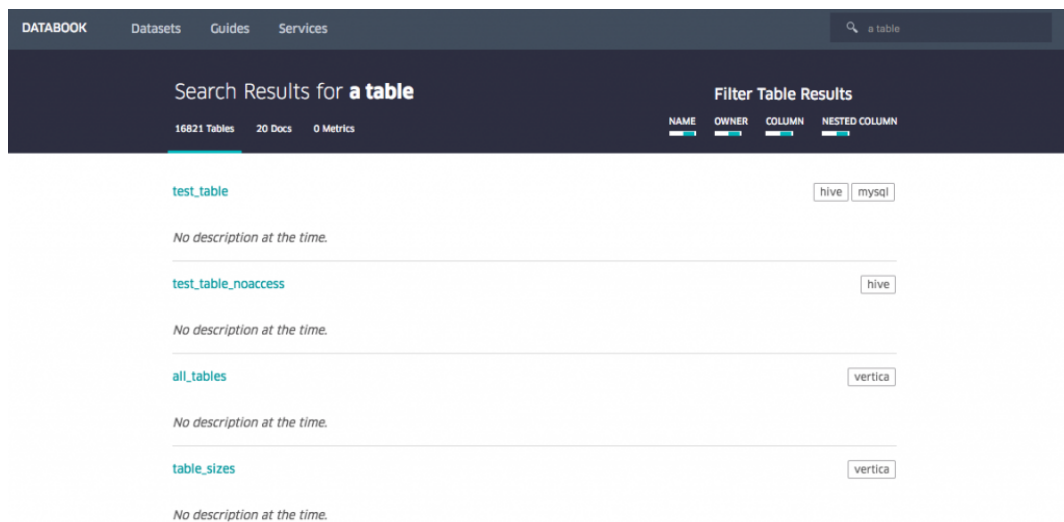 DATABOOK Datasets Guides Services a table
Search Results for a table
Filter Table Results
16821 Tables 20 Docs 0 Metrics
NAME OWNER COLUMN NESTED COLUMN
test_table hive mysql
No description at the time.
test_table_noaccess hive
No description at the time.
all_tables vertica
No description at the time.
table_sizes vertica
No description at the time.